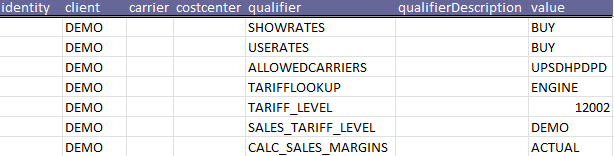 identity client carrier costcenter qualifier qualifierDescription value
DEMO SHOWRATES BUY
DEMO USERATES BUY
DEMO ALLOWEDCARRIERS UPSDHPDPD
DEMO TARIFFLOOKUP ENGINE
DEMO TARIFF_LEVEL 12002
DEMO SALES_TARIFF_LEVEL DEMO
DEMO CALC_SALES_MARGINS ACTUAL